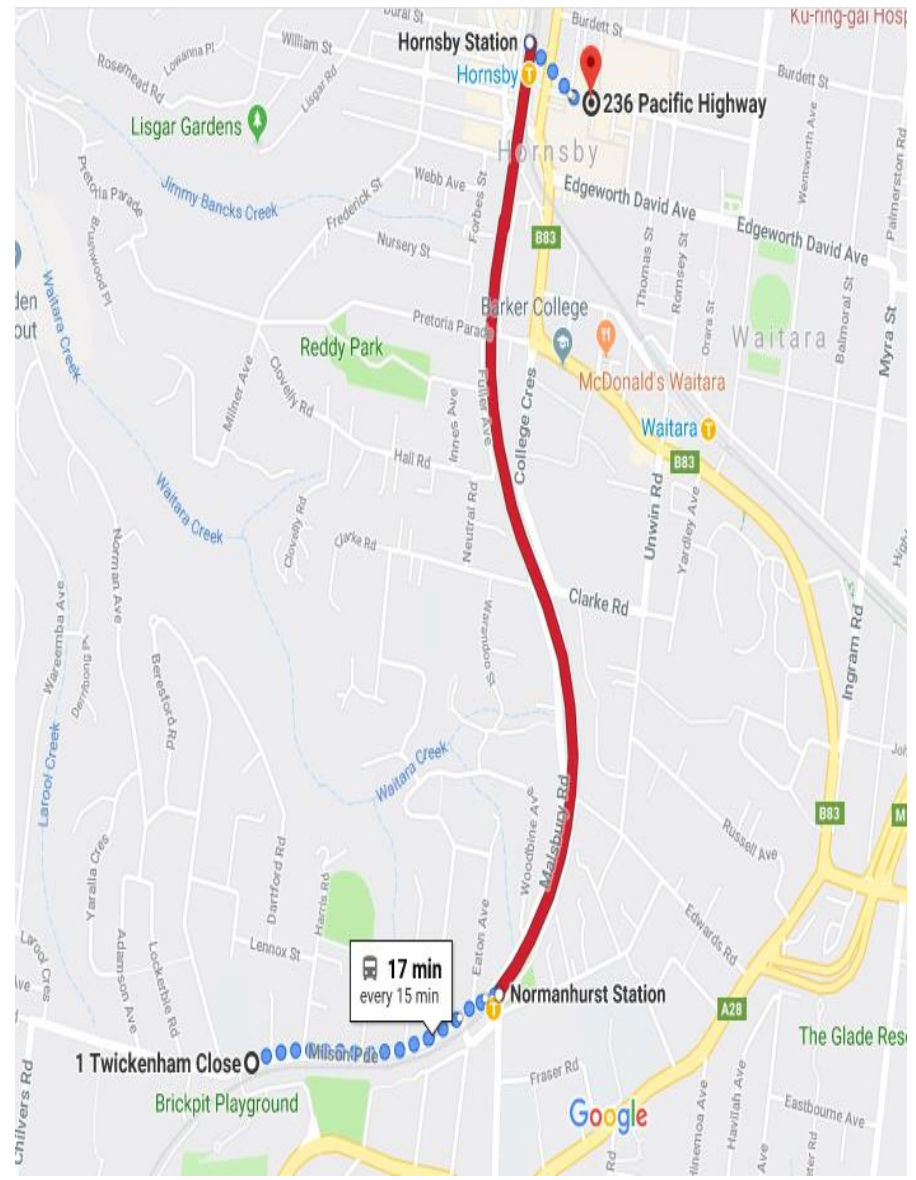 Dural St
Burdett St
Ku-ring-gai Hosp
William St
Hornsby Station
Lowanna Pl
Rosemead Rd
Hornsby
T
Burdett St
Lisgar Rd
236 Pacific Highway
Lisgar Gardens
Wentworth Ave
Palmerston Rd
Hornsby
Pretoria Parade
Webb Ave
Forbes St
Jimmy Bancks Creek
Frederick St
Edgeworth David Ave
Brushwood Pl
Nursery St
B83
Edgeworth David Ave
Thomas St
Romsey St
Waitara Creek
den
out
Barker College
Orara St
Balmoral St
Pretoria Parade
Waitara
Myra St
Reddy Park
Milner Ave
Clovelly Rd
Fuller Ave
College Cres
McDonald's Waitara
Innes Ave
Waitara
T
Hall Rd
B83
Waitara Creek
Neutral Rd
Unwin Rd
Yardley Ave
Clovelly Rd
Clarke Rd
Norman Ave
Clarke Rd
Wareemba Ave
Ingram Rd
Beresford Rd
Larool Creek
Waitara Creek
Malsbury Rd
Woodbine Ave
B83
M
Russell Ave
Yaralla Cres
Dartford Rd
Harris Rd
Edwards Rd
Larool Cres
Adamson Ave
Lockerbie Rd
Lennox St
Eaton Ave
17 min
every 15 min
Normanhurst Station
T
A28
The Glade Rese
Milson Pde
1 Twickenham Close
Chilvers Rd
Brickpit Playground
Fraser Rd
Google
Havilah Ave
Eastbourne Ave
Rd
Ave